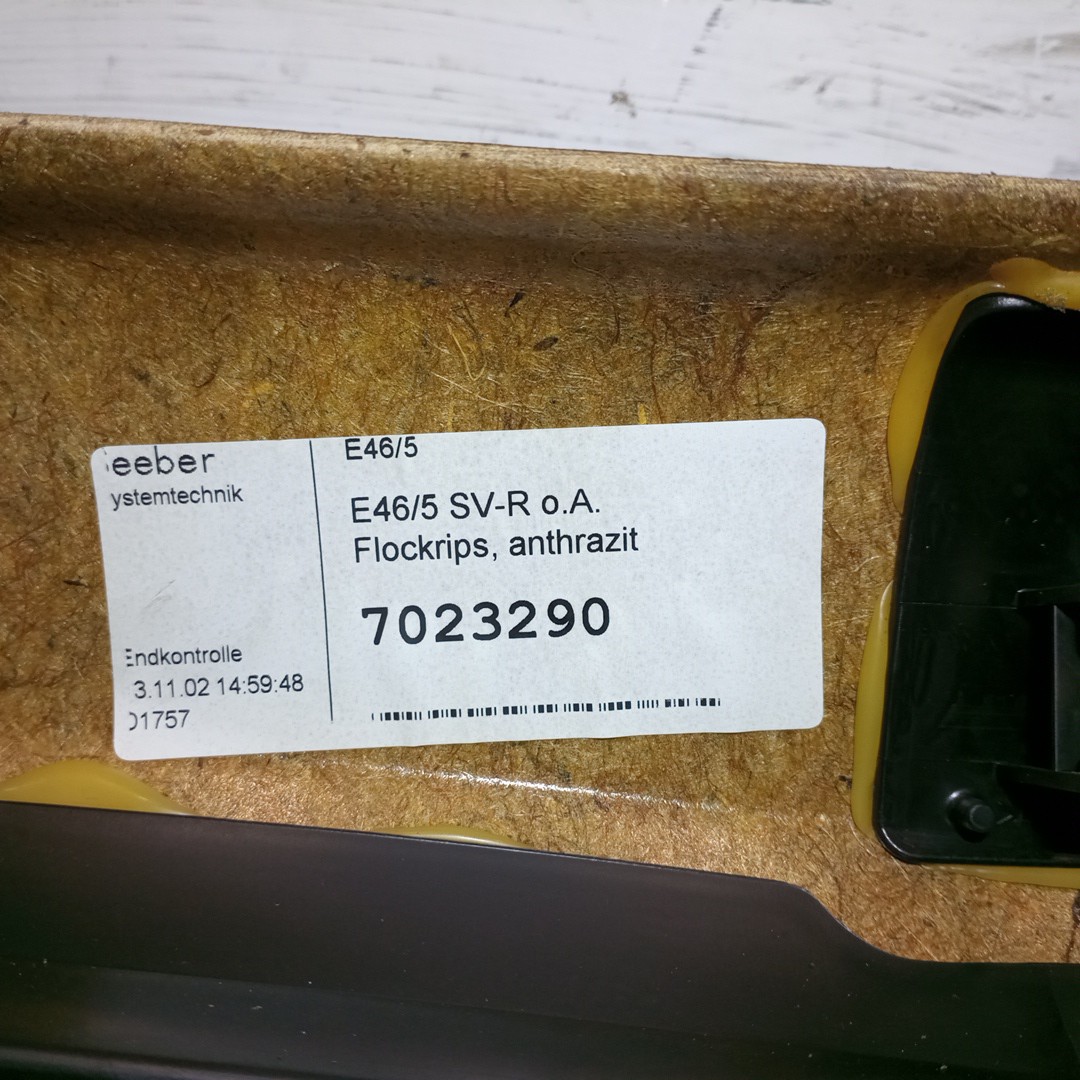 eeber
ystemtechnik
Endkontrolle
3.11.02 14:59:48
01757
E46/5
E46/5 SV-R o.A.
Flockrips, anthrazit
7023290